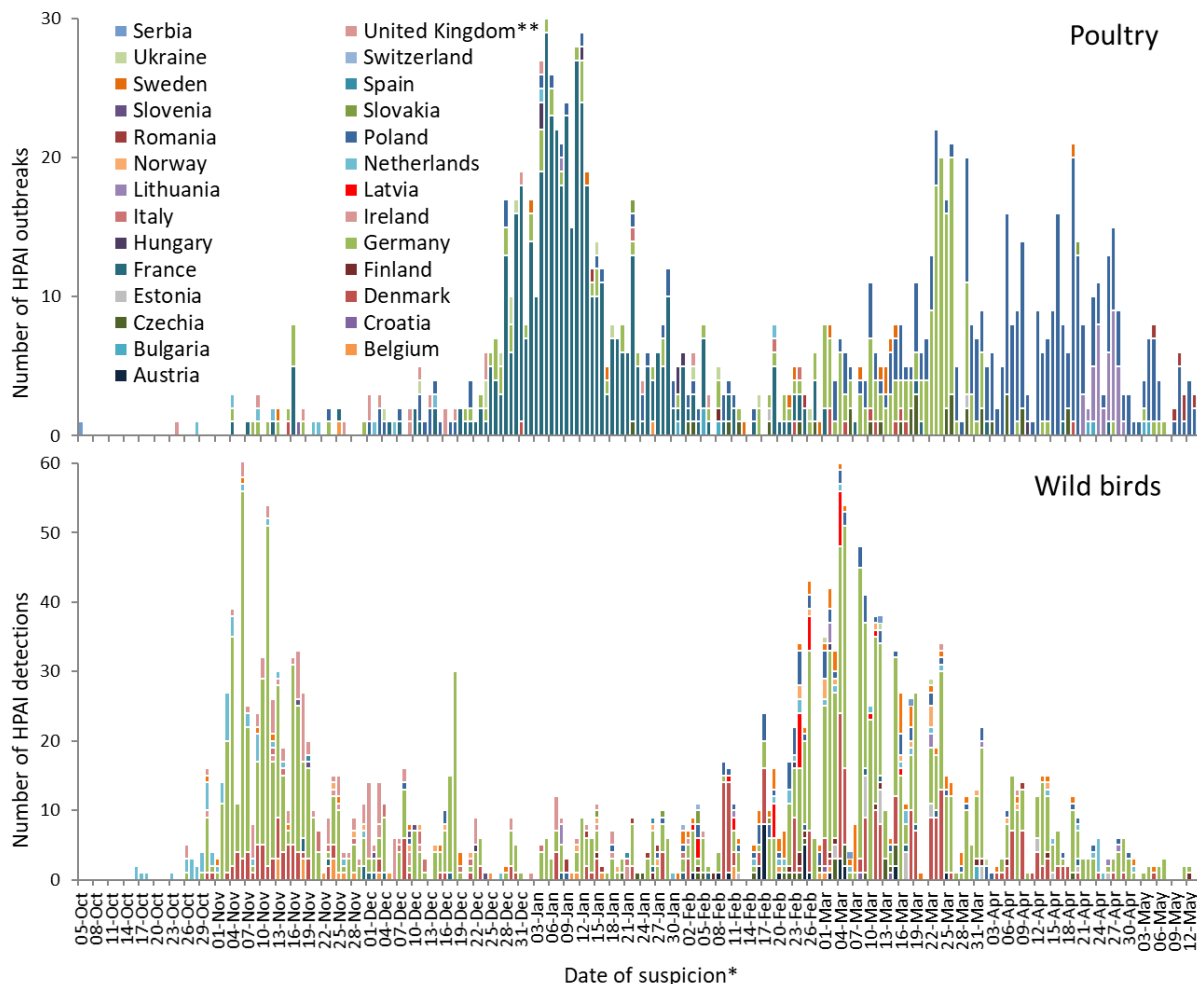 Poultry
Number of HPAI outbreaks
30
20
10
0
Serbia
United Kingdom**
Ukraine
Switzerland
Sweden
Spain
Slovenia
Slovakia
Romania
Poland
Norway
Netherlands
Lithuania
Latvia
Italy
Ireland
Hungary
Germany
France
Finland
Estonia
Denmark
Czechia
Croatia
Bulgaria
Belgium
Austria
Wild birds
Number of HPAI detections
60
50
40
30
20
10
0
05-Oct
08-Oct
11-Oct
14-Oct
17-Oct
20-Oct
23-Oct
26-Oct
29-Oct
01-Nov
04-Nov
07-Nov
10-Nov
13-Nov
16-Nov
19-Nov
22-Nov
25-Nov
28-Nov
01-Dec
04-Dec
07-Dec
10-Dec
13-Dec
16-Dec
19-Dec
22-Dec
25-Dec
28-Dec
31-Dec
03-Jan
06-Jan
09-Jan
12-Jan
15-Jan
18-Jan
21-Jan
24-Jan
27-Jan
30-Jan
02-Feb
05-Feb
08-Feb
11-Feb
14-Feb
17-Feb
20-Feb
23-Feb
26-Feb
01-Mar
04-Mar
07-Mar
10-Mar
13-Mar
16-Mar
19-Mar
22-Mar
25-Mar
28-Mar
31-Mar
03-Apr
06-Apr
09-Apr
12-Apr
15-Apr
18-Apr
21-Apr
24-Apr
27-Apr
30-Apr
03-May
06-May
09-May
12-May
Date of suspicion*